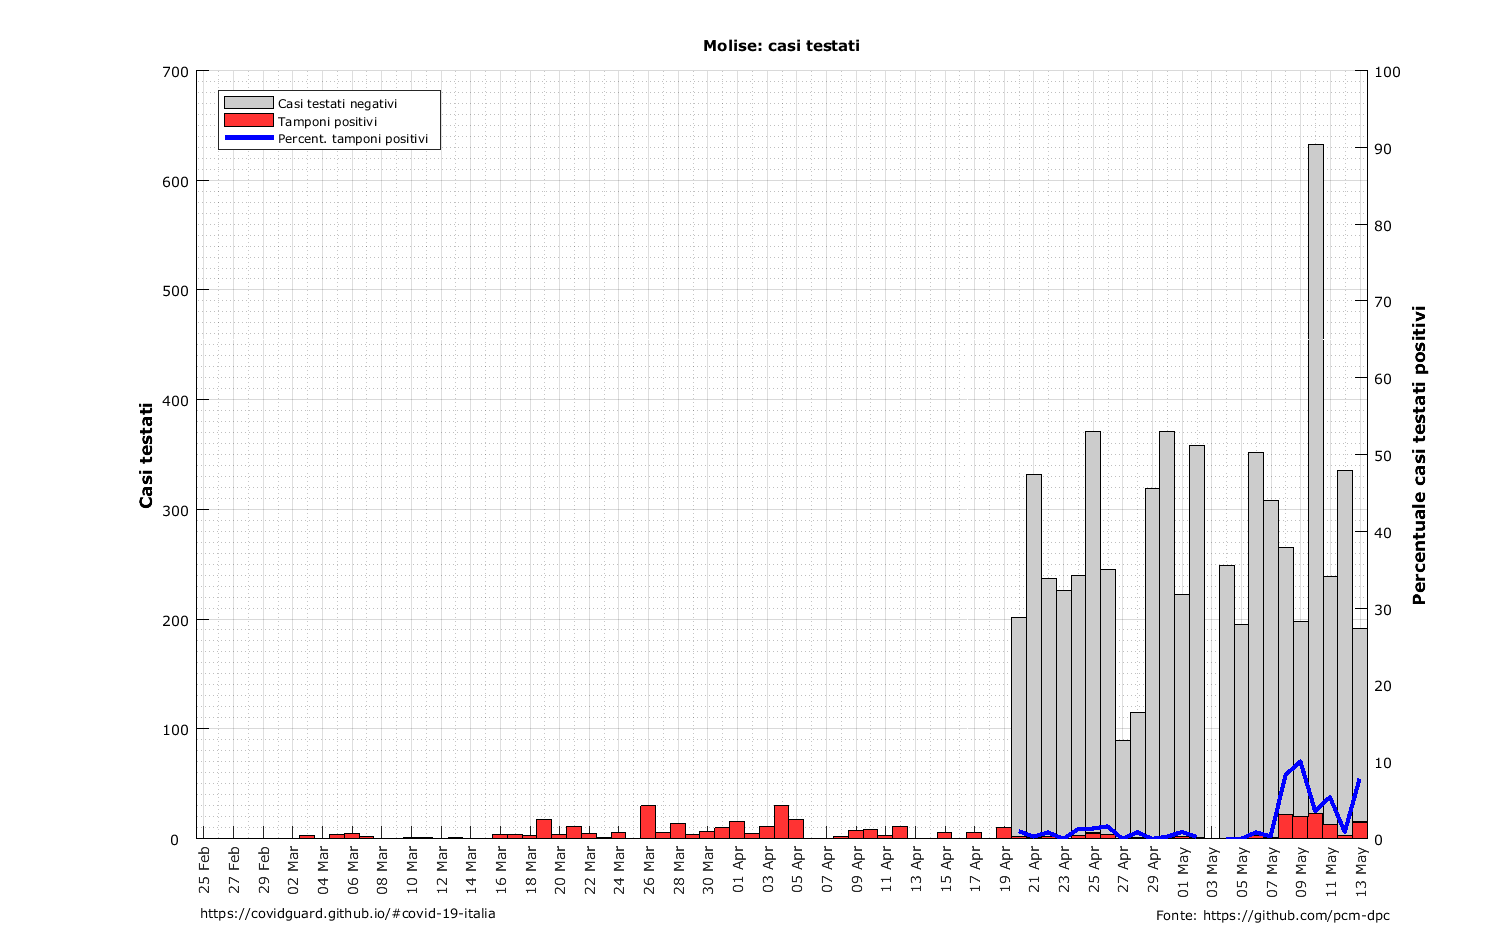 Molise: casi testati
Casi testati negativi
Tamponi positivi
Percent. tamponi positivi
700
600
500
400
300
200
100
0
Casi testati
100
90
80
70
60
50
40
30
20
10
0
Percentuale casi testati positivi
25 Feb
27 Feb
29 Feb
02 Mar
04 Mar
06 Mar
08 Mar
10 Mar
12 Mar
14 Mar
16 Mar
18 Mar
20 Mar
22 Mar
24 Mar
26 Mar
28 Mar
30 Mar
01 Apr
03 Apr
05 Apr
07 Apr
09 Apr
11 Apr
13 Apr
15 Apr
17 Apr
19 Apr
21 Apr
23 Apr
25 Apr
27 Apr
29 Apr
01 May
03 May
05 May
07 May
09 May
11 May
13 May
https://covidguard.github.io/#covid-19-italia
Fonte: https://github.com/pcm-dpc